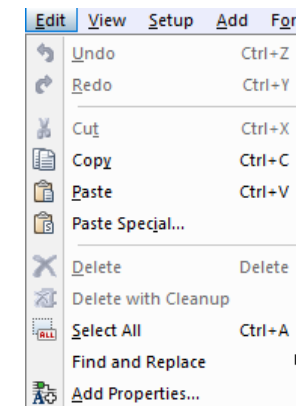 Edit View Setup Add For
Undo Ctrl+Z
Redo Ctrl+Y
Cut Ctrl+X
Copy Ctrl+C
Paste Ctrl+V
Paste Special...
Delete Delete
Delete with Cleanup
ALL Select All Ctrl+A
Find and Replace
Add Properties...